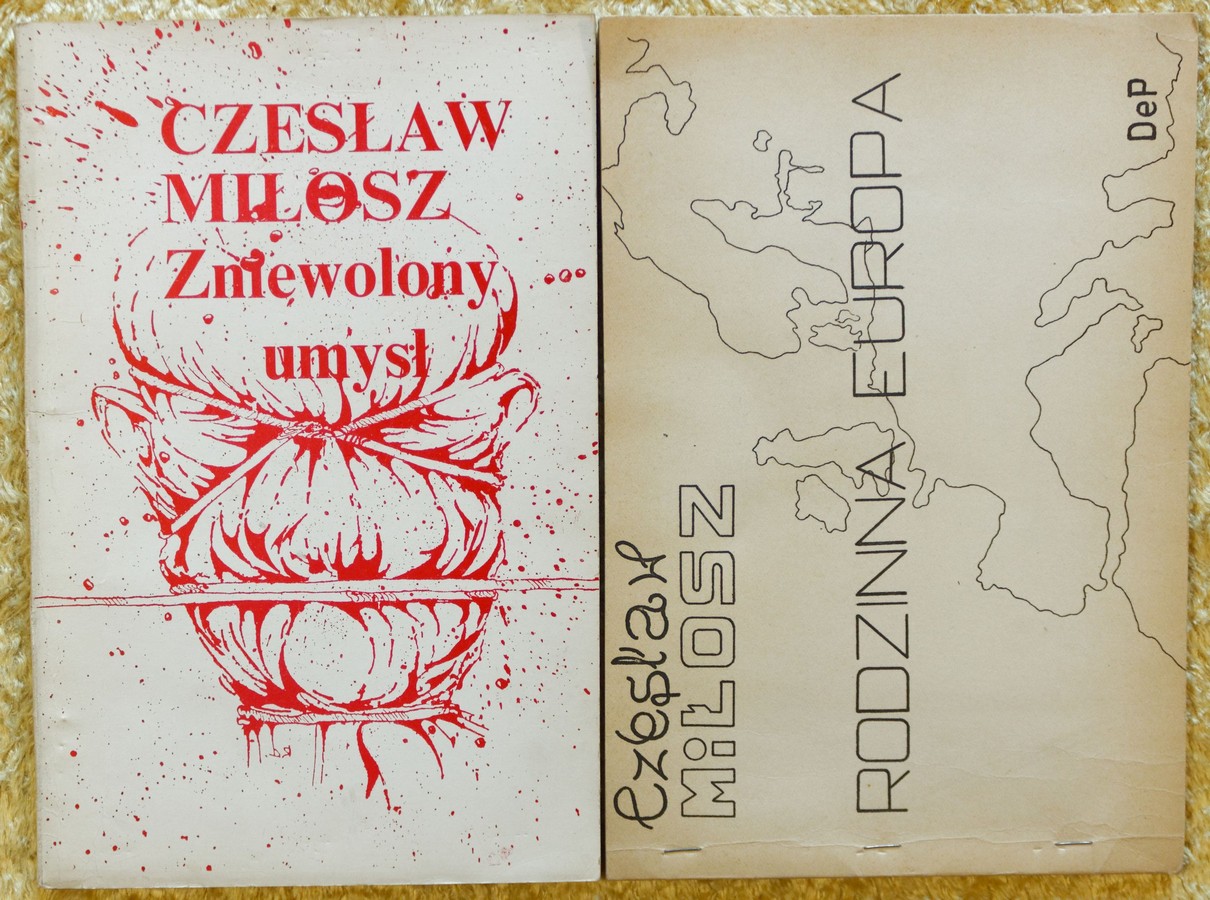 CZESŁAW
MIŁOSZ
Zniewolony
umysł
Czesław
MiŁOSZ
RODZINNA EUROPA
DeP